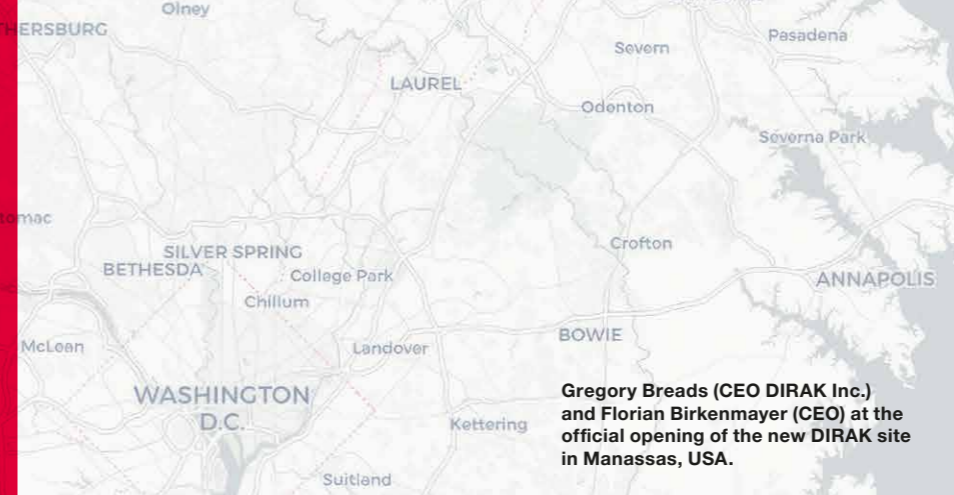 Olney
HERSBURG
Pasadena
Severn
LAUREL
Odenton
Severna Park
omac
Crofton
SILVER SPRING
BETHESDA
College Park
ANNAPOLIS
Chillum
BOWIE
McLean
Landover
WASHINGTON
D.C.
Kettering
Suitland
Gregory Breads (CEO DIRAK Inc.)
and Florian Birkenmayer (CEO) at the
official opening of the new DIRAK site
in Manassas, USA.